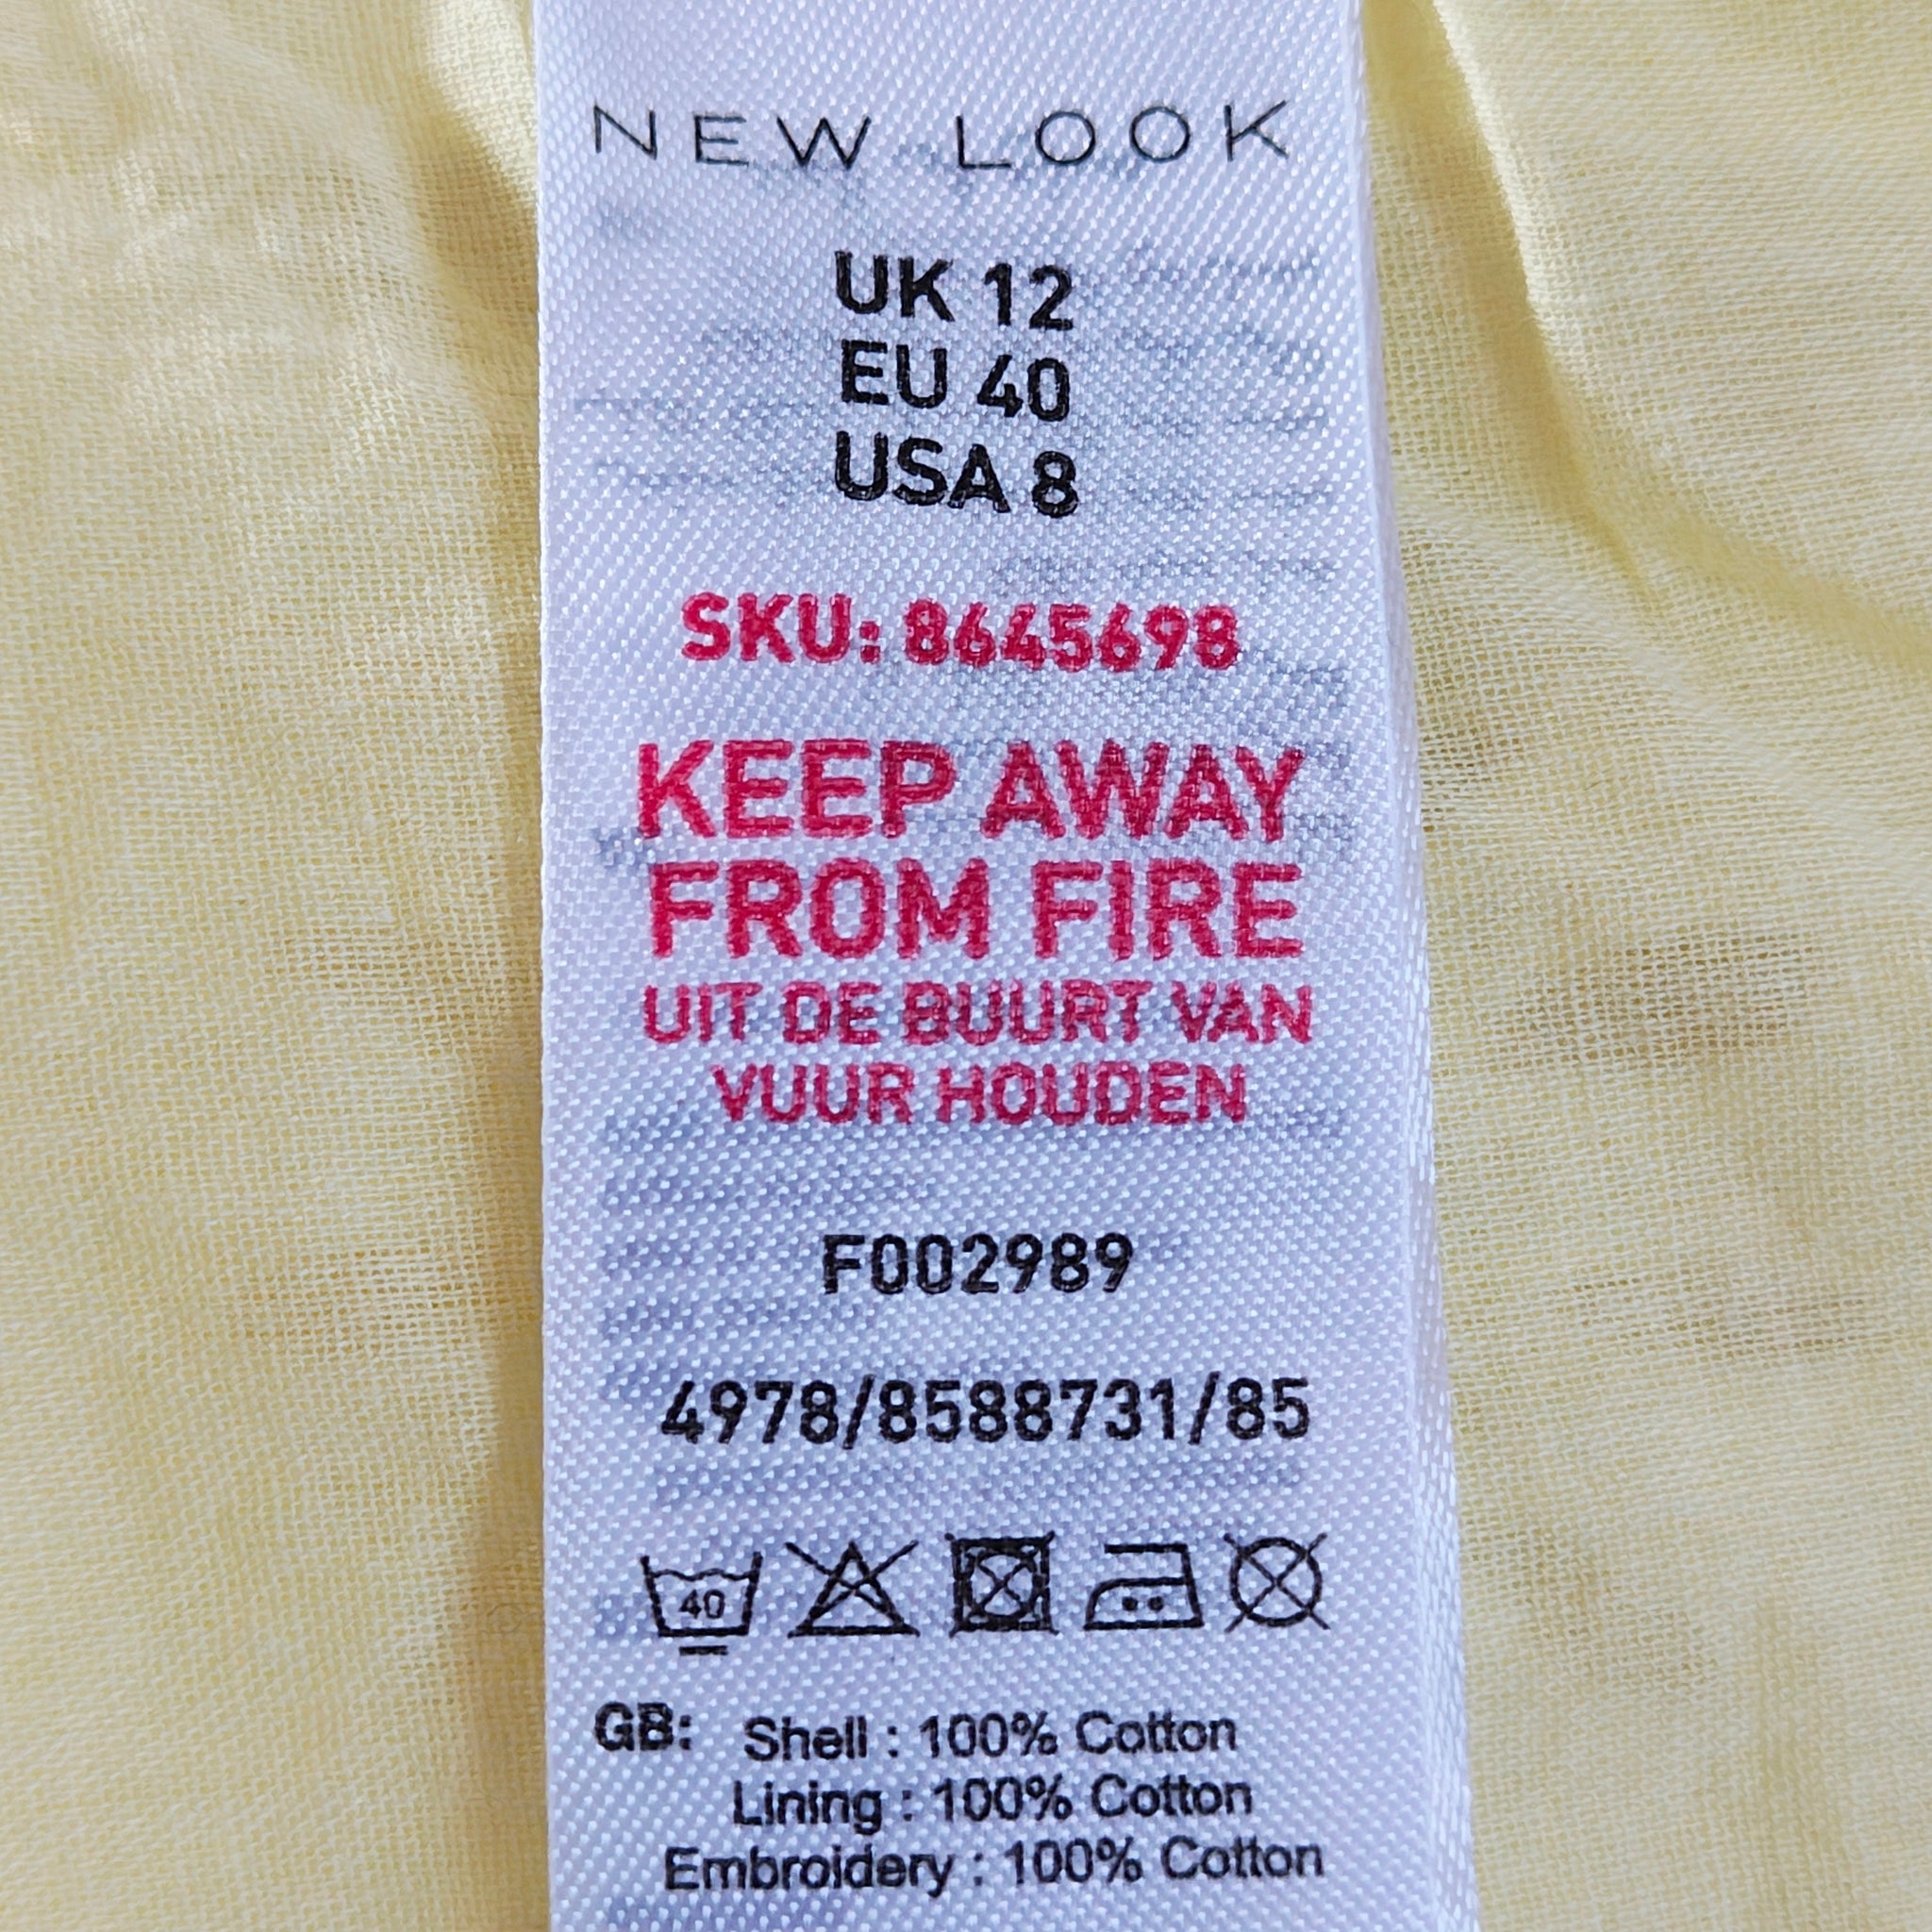 NEW LOOK
UK 12
EU 40
USA 8
SKU: 8645698
KEEP AWAY
FROM FIRE
UIT DE BUURT VAN
VUUR HOUDEN
F002989
4978/8588731/85
40
GB: Shell : 100% Cotton
Lining : 100% Cotton
Embroidery : 100% Cotton